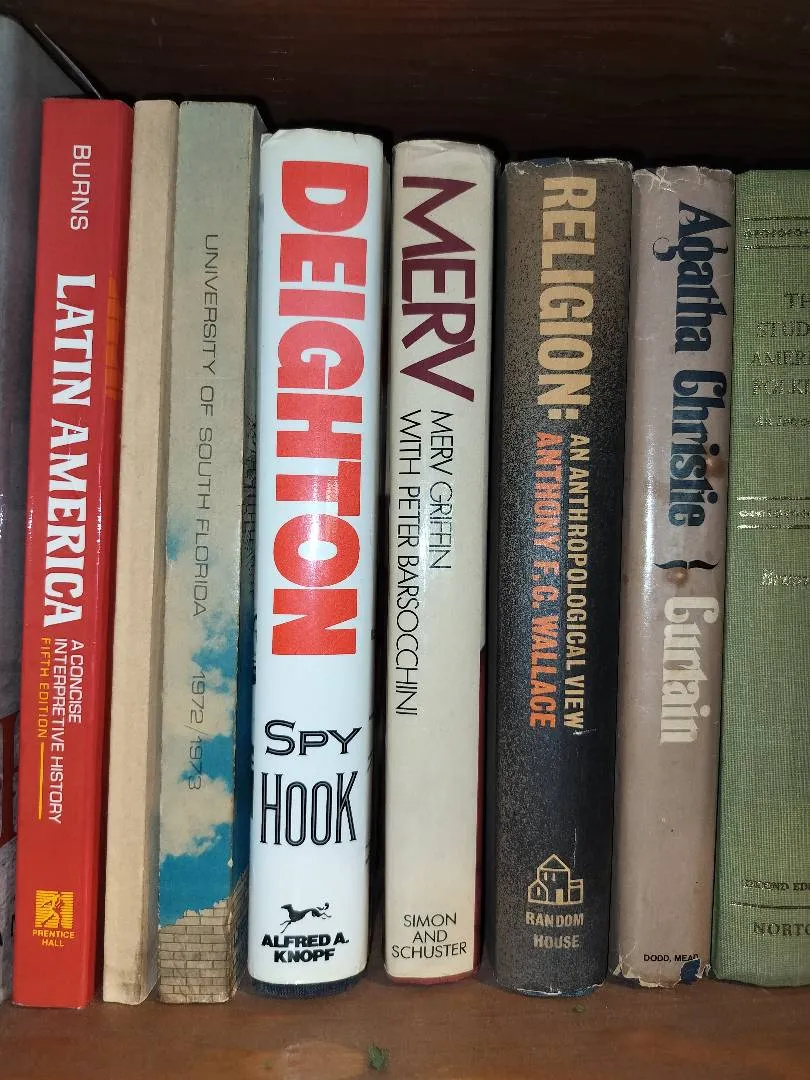 BURNS
LATIN AMERICA
A CONCISE
INTERPRETIVE HISTORY
FIFTH EDITION
PRENTICE
HALL
UNIVERSITY OF SOUTH FLORIDA 1972/1973
DEIGHTON
SPY
HOOK
ALFRED A.
KNOPF
MERV
MERV GRIFFIN
WITH PETER BARSOCCHINI
SIMON
AND
SCHUSTER
RELIGION:
AN ANTHROPOLOGICAL VIEW
ANTHONY F. C. WALLACE
RANDOM
HOUSE
Agatha Christie { Curtain
DODD, MEA